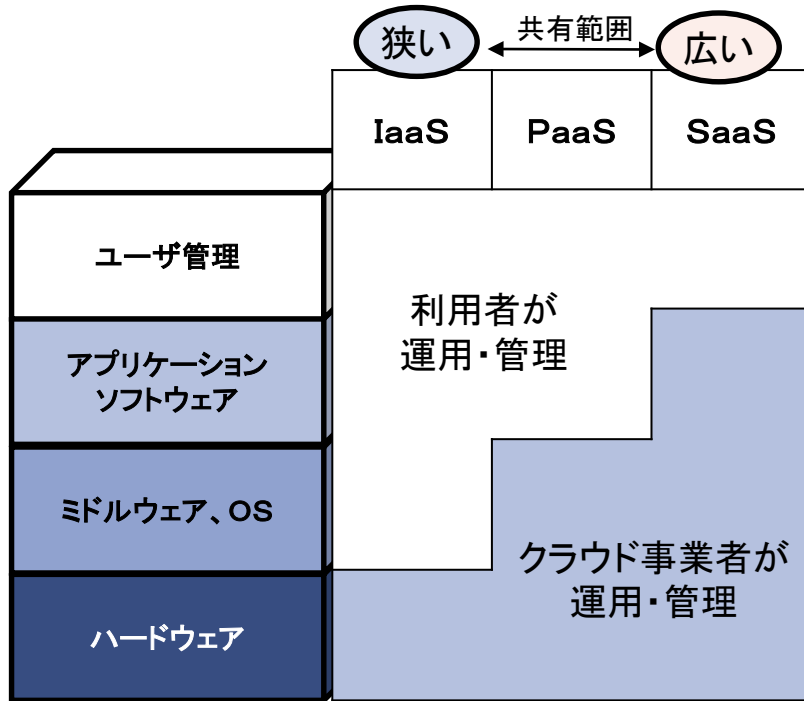 狭い
共有範囲
広い
IaaS
PaaS
SaaS
ユーザ管理
アプリケーション
ソフトウェア
ミドルウェア、OS
ハードウェア
利用者が
運用・管理
クラウド事業者が
運用・管理